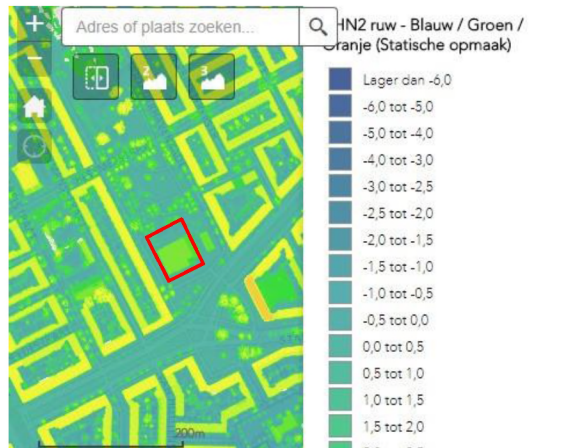 Adres of plaats zoeken...
HN2 ruw - Blauw / Groen /
Oranje (Statische opmaak)
2
3
Lager dan -6,0
-6,0 tot -5,0
-5,0 tot -4,0
-4,0 tot -3,0
-3,0 tot -2,5
-2,5 tot -2,0
-2,0 tot -1,5
-1,5 tot -1,0
-1,0 tot -0,5
-0,5 tot 0,0
0,0 tot 0,5
0,5 tot 1,0
1,0 tot 1,5
1,5 tot 2,0
200m